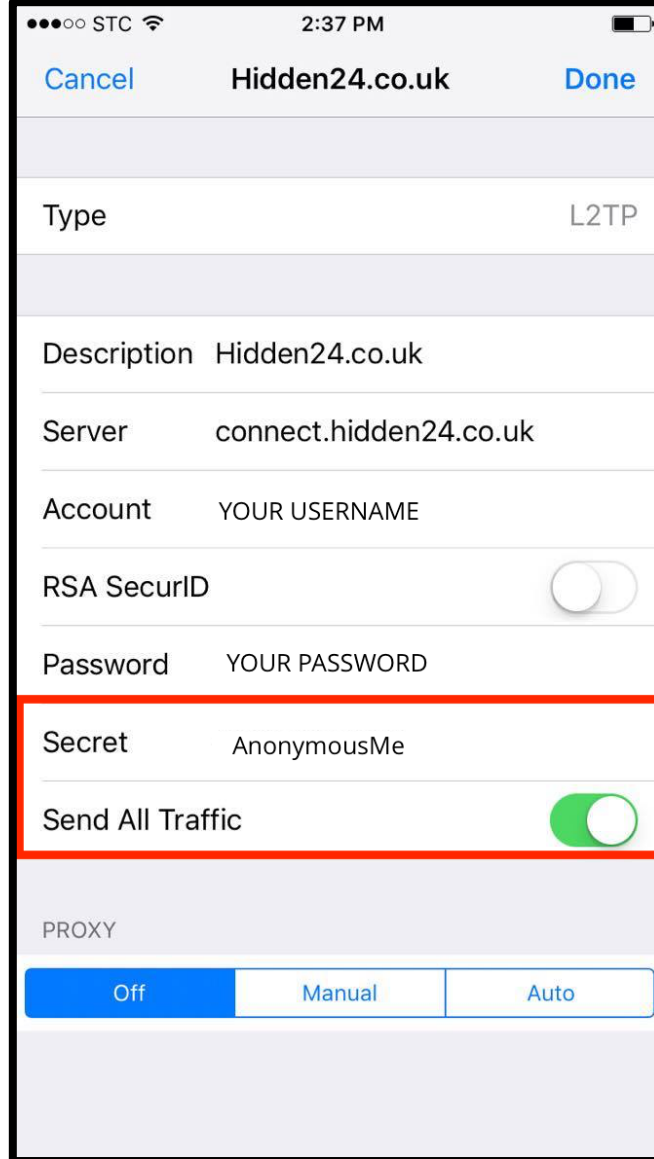 STC 2:37 PM
Cancel Hidden24.co.uk Done
Type L2TP
Description Hidden24.co.uk
Server connect.hidden24.co.uk
Account YOUR USERNAME
RSA SecurID
Password YOUR PASSWORD
Secret AnonymousMe
Send All Traffic
PROXY
Off Manual Auto